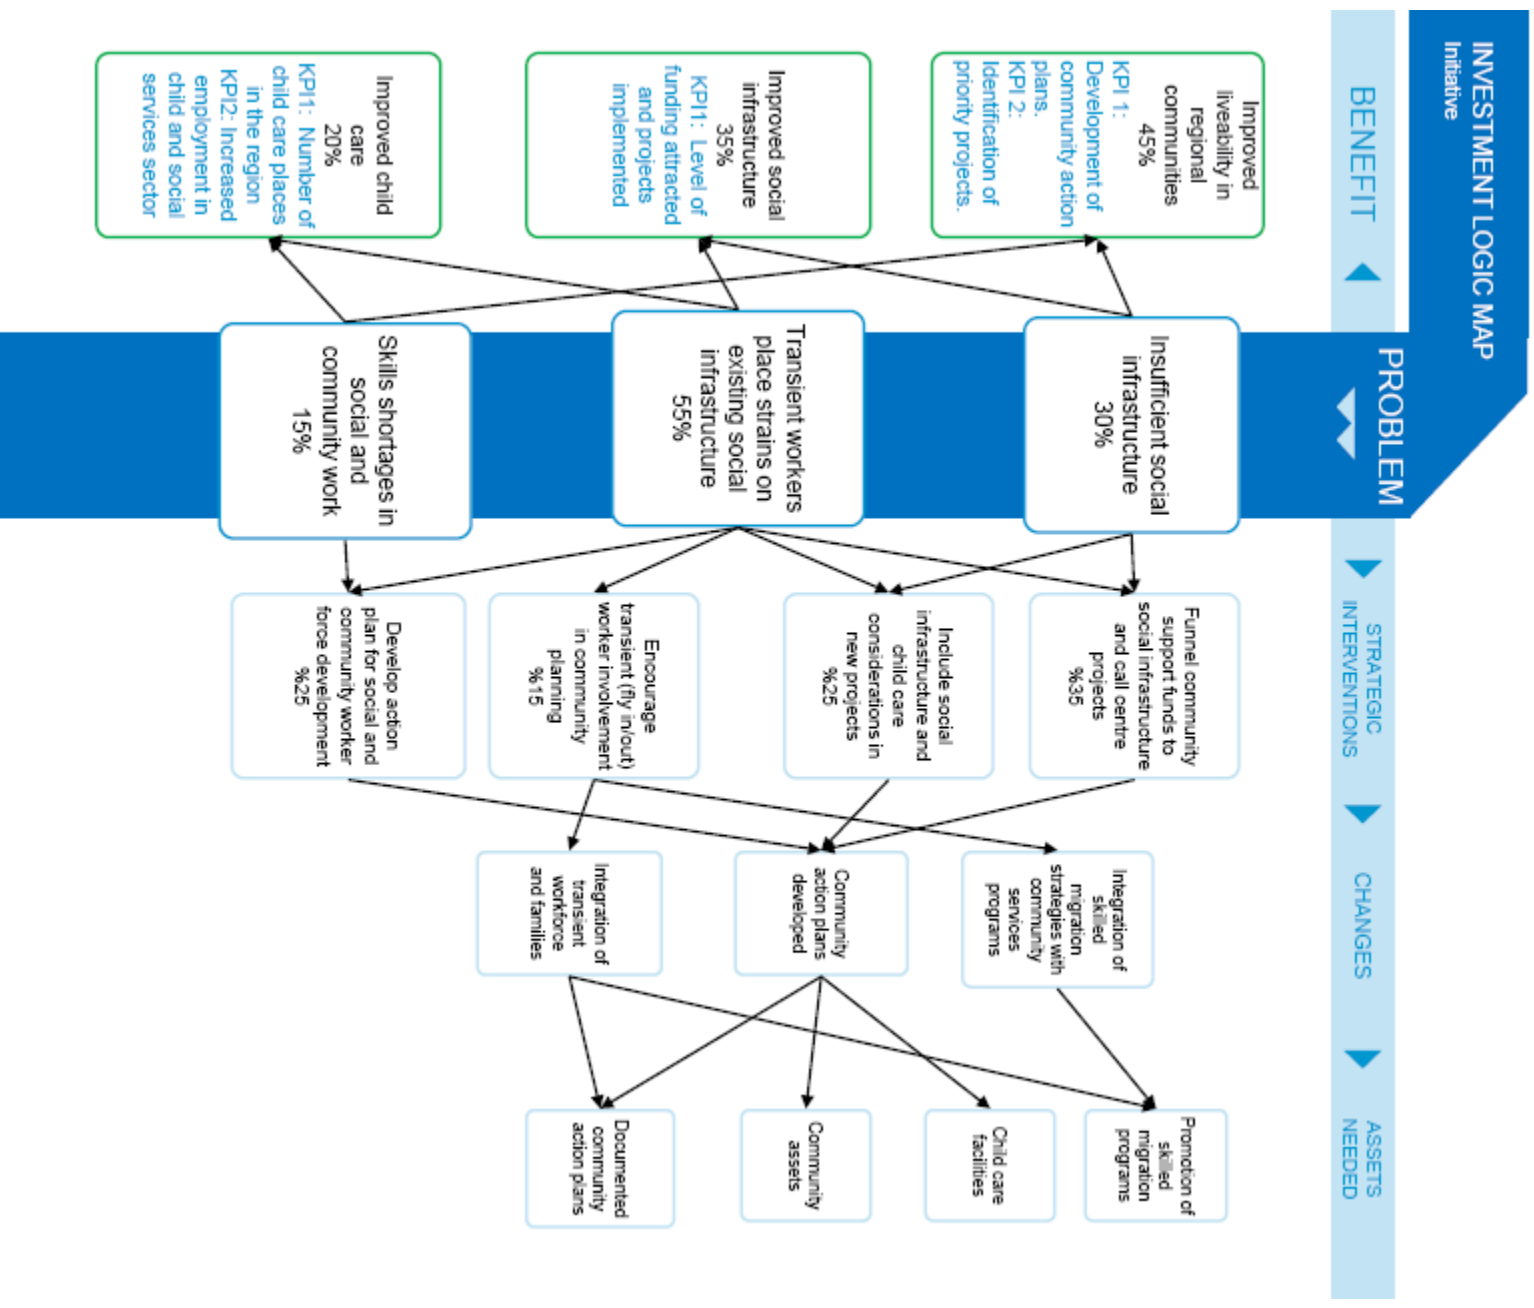 INVESTMENT LOGIC MAP
Initiative
BENEFIT
PROBLEM
STRATEGIC
INTERVENTIONS
CHANGES
ASSETS
NEEDED
Improved
liveability in
regional
communities
45%
KPI 1:
Development of
community action
plans.
KPI 2:
Identification of
priority projects.
Improved social
infrastructure
35%
KPI1: Level of
funding attracted
and projects
implemented
Improved child
care
20%
KPI1: Number of
child care places
in the region
KPI2: Increased
employment in
child and social
services sector
Insufficient social
infrastructure
30%
Transient workers
place strains on
existing social
infrastructure
55%
Skills shortages in
social and
community work
15%
Funnel community
support funds to
social infrastructure
and call centre
projects
%35
Include social
infrastructure and
child care
considerations in
new projects
%25
Encourage
transient (fly in/out)
worker involvement
in community
planning
%15
Develop action
plan for social and
community worker
force development
%25
Integration of
skilled
migration
strategies with
community
services
programs
Community
action plans
developed
Integration of
transient
workforce
and families
Promotion of
skilled
migration
programs
Child care
facilities
Community
assets
Documented
community
action plans